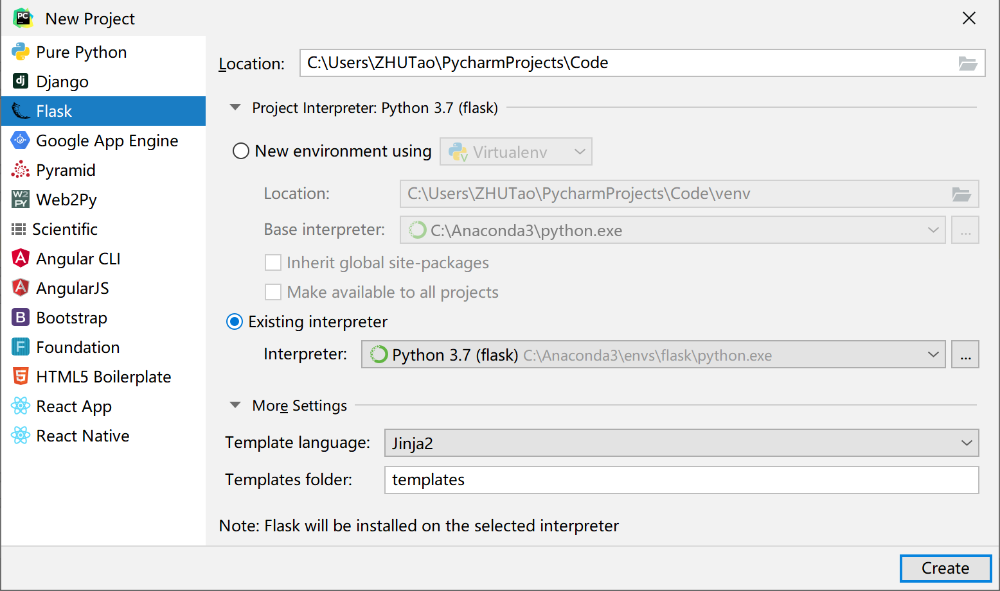 New Project
Pure Python
Django
Flask
Google App Engine
Pyramid
Web2Py
Scientific
Angular CLI
AngularJS
Bootstrap
Foundation
HTML5 Boilerplate
React App
React Native
Location: C:\Users\ZHUTao\PycharmProjects\Code
Project Interpreter: Python 3.7 (flask)
New environment using Virtualenv
Location: C:\Users\ZHUTao\PycharmProjects\Code\venv
Base interpreter: C:\Anaconda3\python.exe ...
Inherit global site-packages
Make available to all projects
Existing interpreter
Interpreter: Python 3.7 (flask) C:\Anaconda3\envs\flask\python.exe ...
More Settings
Template language: Jinja2
Templates folder: templates
Note: Flask will be installed on the selected interpreter
Create